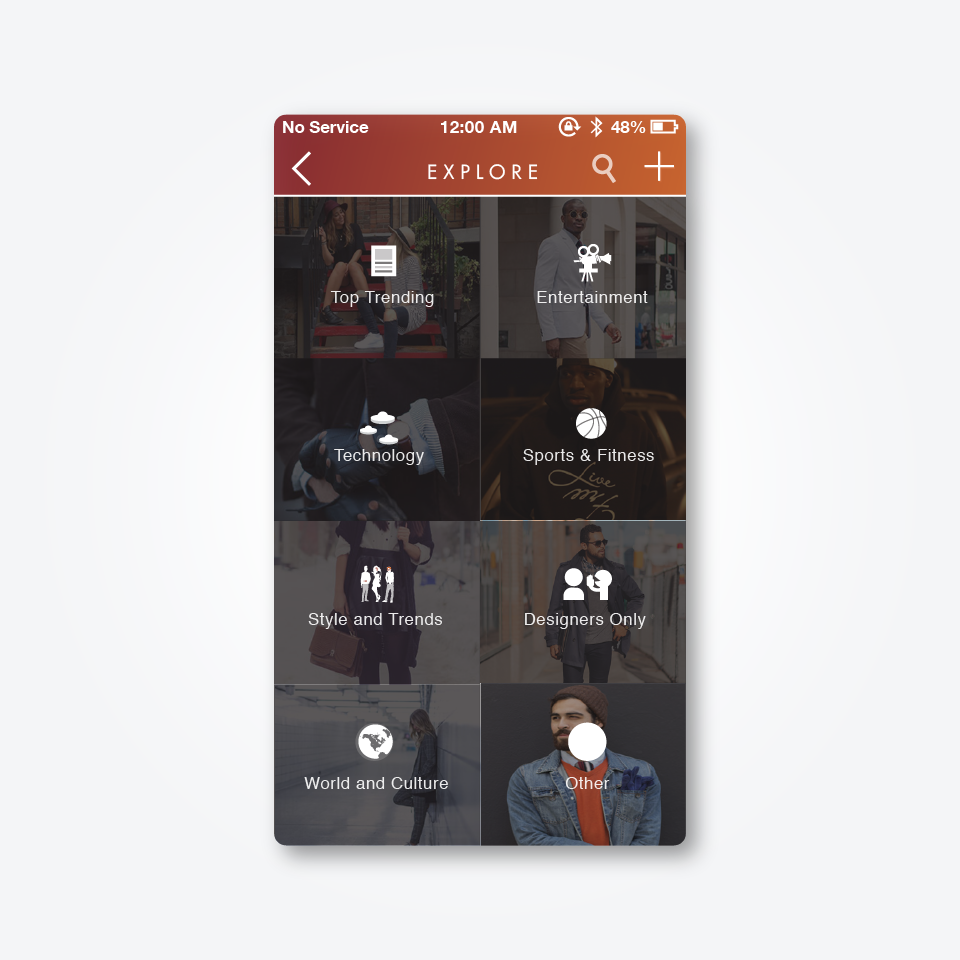 No Service 12:00 AM 48%
EXPLORE
Top Trending
Entertainment
Technology
Sports & Fitness
Live
Style and Trends
Designers Only
World and Culture
Other